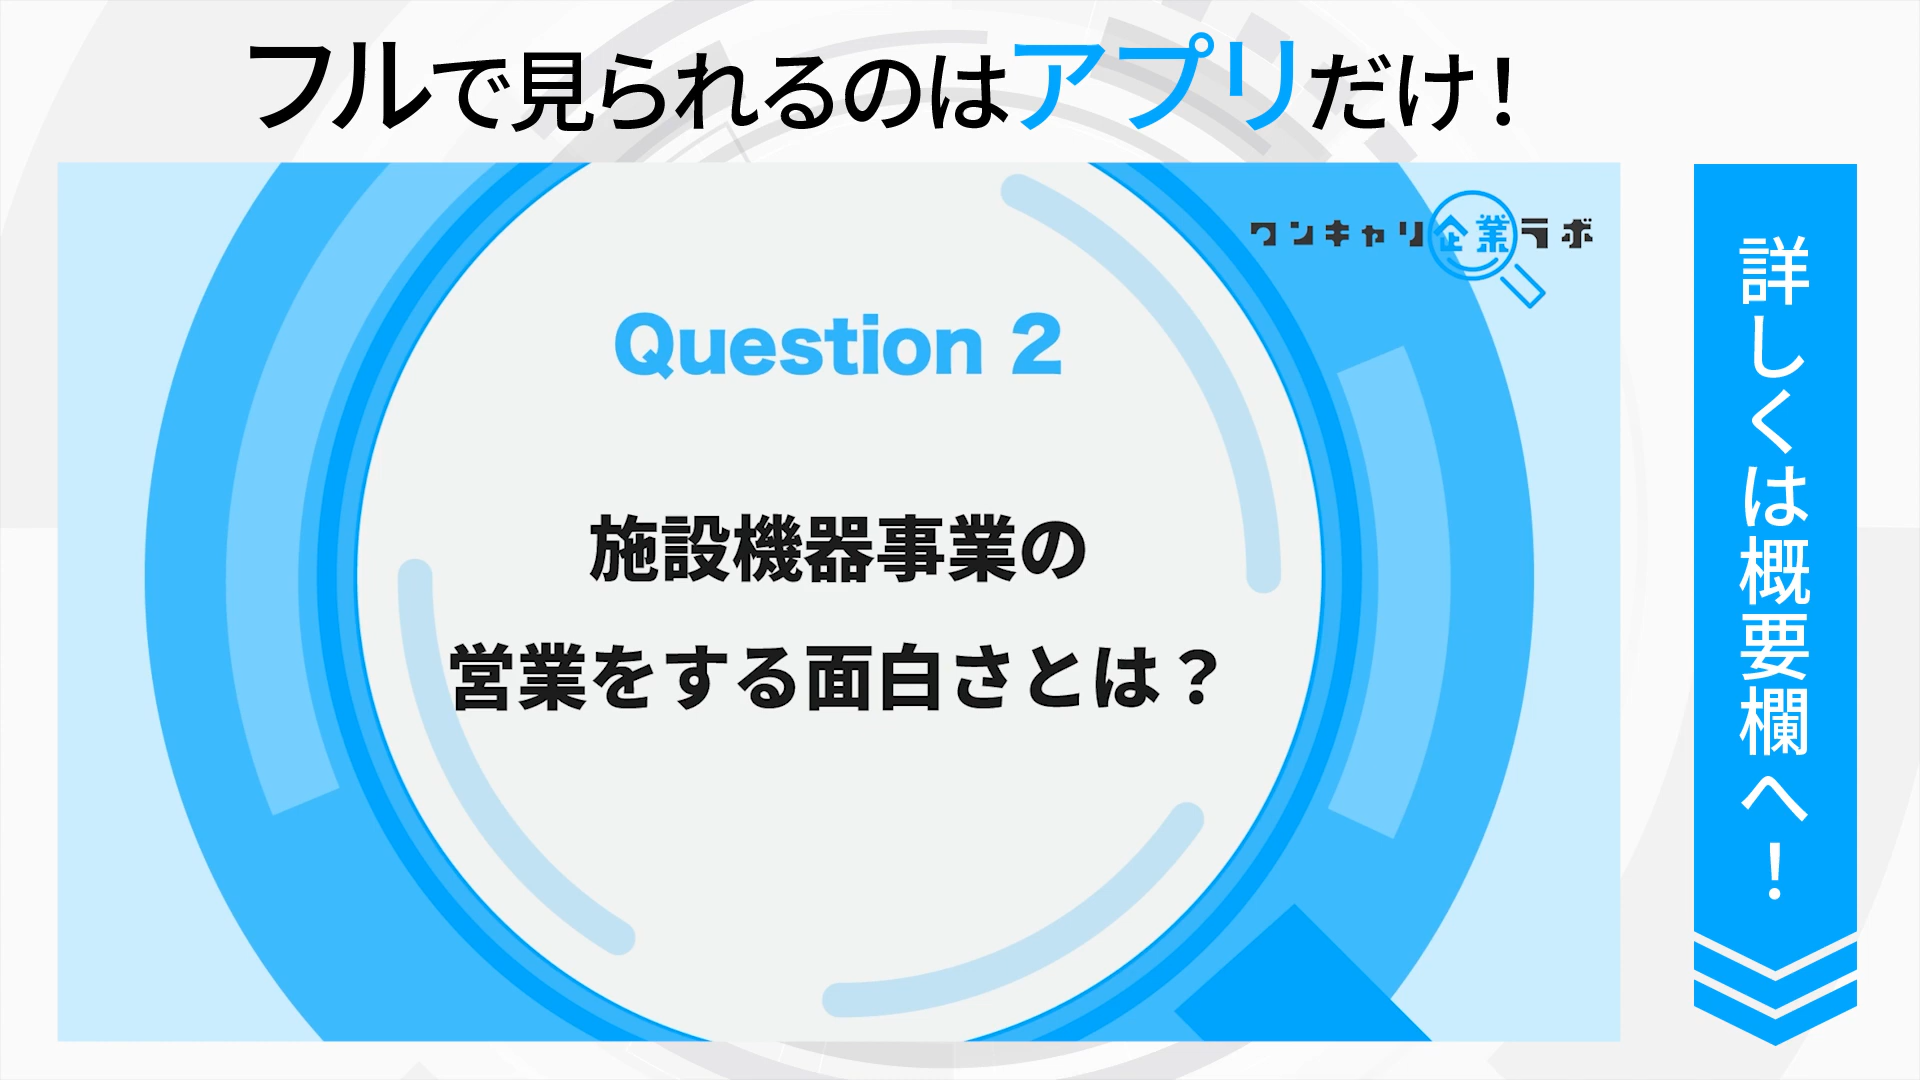 フルで見られるのはアプリだけ！
ワンキャリ企業ラボ
Question 2
施設機器事業の
営業をする面白さとは？
詳しくは概要欄へ！